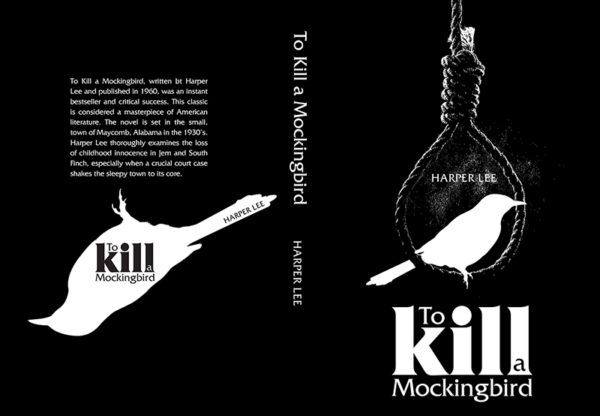 To Kill a Mockingbird, written bt Harper
Lee and published in 1960, was an instant
bestseller and critical success. This classic
is considered a masterpiece of American
literature. The novel is set in the small,
town of Maycomb, Alabama in the 1930's.
Harper Lee thoroughly examines the loss
of childhood innocence in Jem and South
Finch, especially when a crucial court case
shakes the sleepy town to its core.
HARPER LEE
To
kill
a
Mockingbird
To Kill a Mockingbird
HARPER LEE
HARPER LEE
To
kill
a
Mockingbird